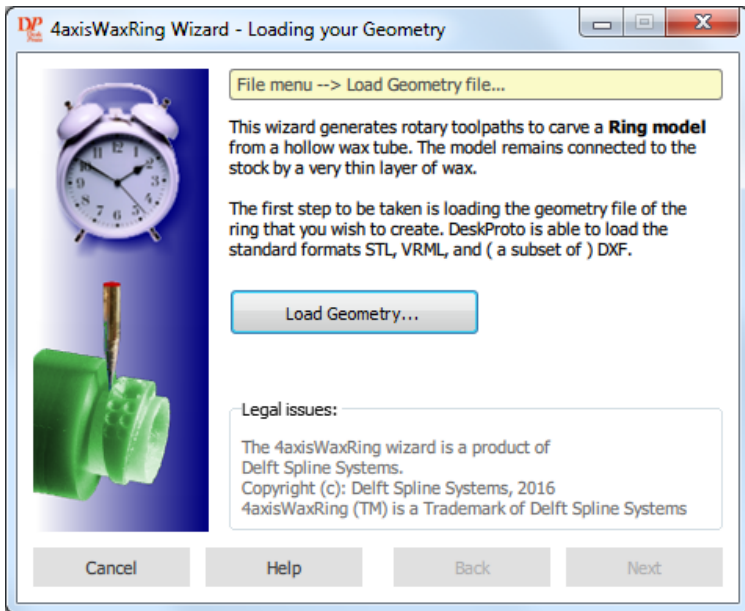 DP 4axisWaxRing Wizard - Loading your Geometry
File menu --> Load Geometry file...
This wizard generates rotary toolpaths to carve a Ring model
from a hollow wax tube. The model remains connected to the
stock by a very thin layer of wax.
The first step to be taken is loading the geometry file of the
ring that you wish to create. DeskProto is able to load the
standard formats STL, VRML, and ( a subset of ) DXF.
Load Geometry...
Legal issues:
The 4axisWaxRing wizard is a product of
Delft Spline Systems.
Copyright (c): Delft Spline Systems, 2016
4axisWaxRing (TM) is a Trademark of Delft Spline Systems
Cancel
Help
Back
Next